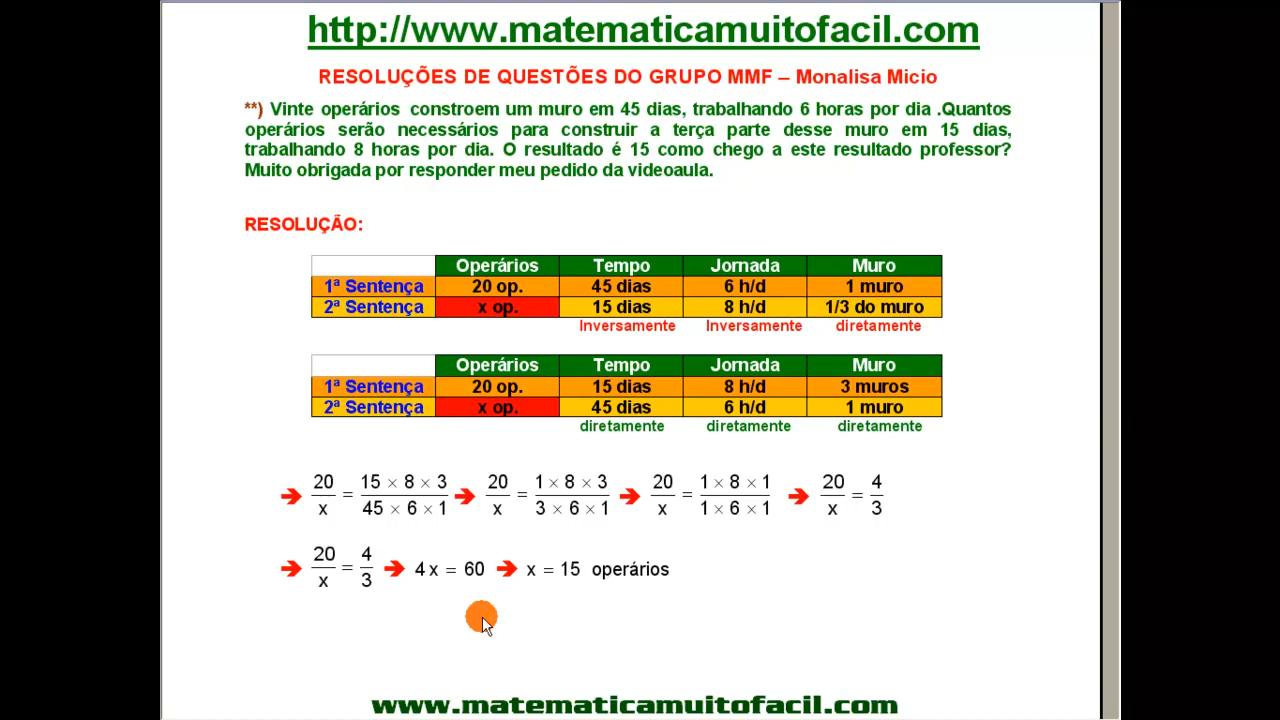 http://www.matematicamuitofacil.com
RESOLUÇÕES DE QUESTÕES DO GRUPO MMF – Monalisa Micio
**) Vinte operários constroem um muro em 45 dias, trabalhando 6 horas por dia .Quantos
operários serão necessários para construir a terça parte desse muro em 15 dias,
trabalhando 8 horas por dia. O resultado é 15 como chego a este resultado professor?
Muito obrigada por responder meu pedido da videoaula.
RESOLUÇÃO:
Operários Tempo Jornada Muro
1ª Sentença 20 op. 45 dias 6 h/d 1 muro
2ª Sentença x op. 15 dias 8 h/d 1/3 do muro
Inversamente Inversamente diretamente
Operários Tempo Jornada Muro
1ª Sentença 20 op. 15 dias 8 h/d 3 muros
2ª Sentença x op. 45 dias 6 h/d 1 muro
diretamente diretamente diretamente
➔ 20/x = 15 × 8 × 3/45 × 6 × 1 ➔ 20/x = 1 × 8 × 3/3 × 6 × 1 ➔ 20/x = 1 × 8 × 1/1 × 6 × 1 ➔ 20/x = 4/3
➔ 20/x = 4/3 ➔ 4x = 60 ➔ x = 15 operários
www.matematicamuitofacil.com